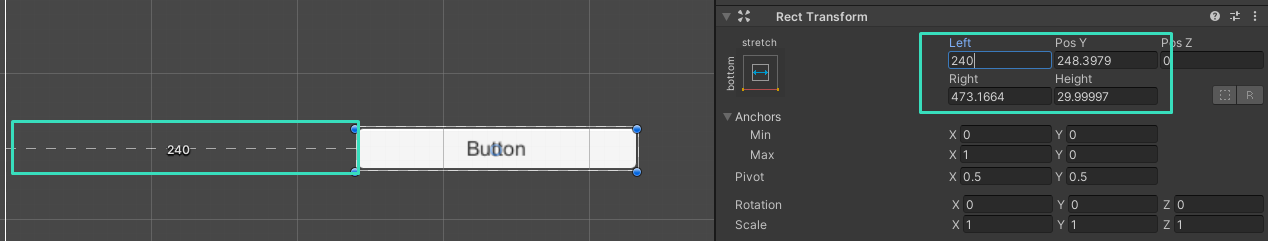 240
Button
Rect Transform
stretch
bottom
Left Pos Y Pos Z
240 248.3979 0
Right Height
473.1664 29.99997
R
Anchors
Min X 0 Y 0
Max X 1 Y 0
Pivot X 0.5 Y 0.5
Rotation X 0 Y 0 Z 0
Scale X 1 Y 1 Z 1